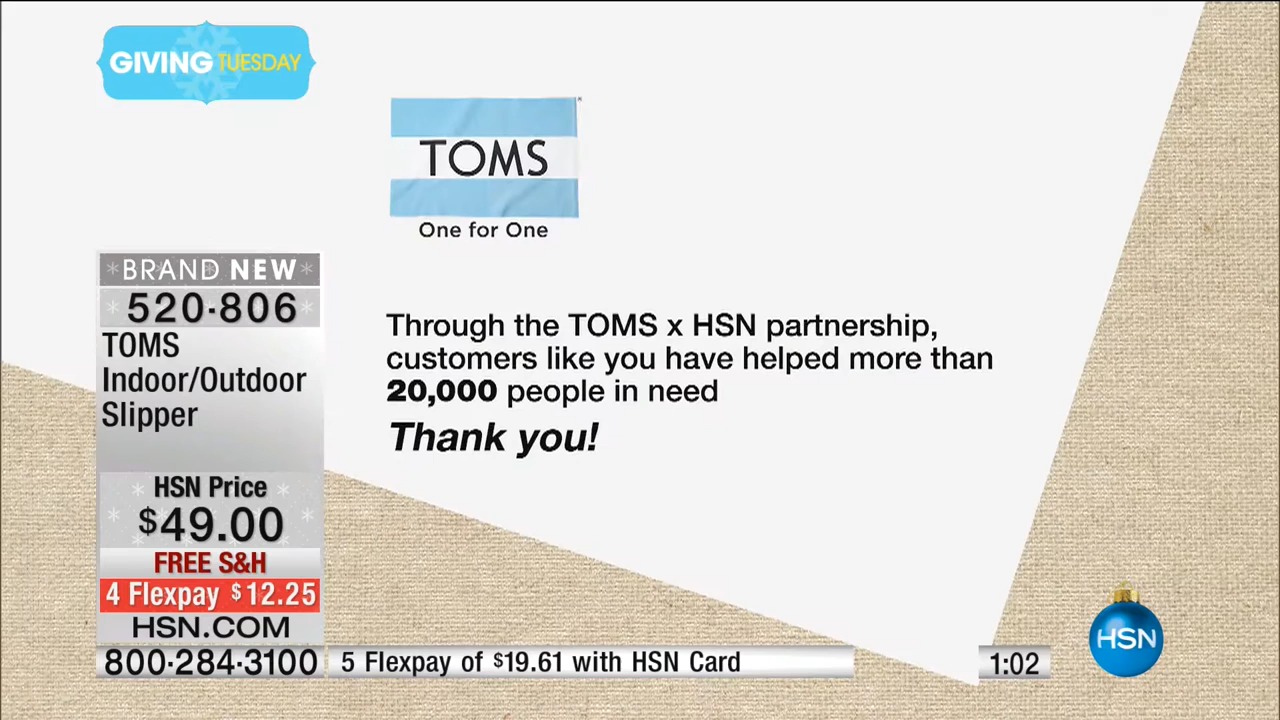 GIVING TUESDAY
TOMS
One for One
BRAND NEW
520·806
TOMS
Indoor/Outdoor
Slipper
HSN Price
$49.00
FREE S&H
4 Flexpay $12.25
HSN.COM
800·284·3100
Through the TOMS x HSN partnership,
customers like you have helped more than
20,000 people in need
Thank you!
5 Flexpay of $19.61 with HSN Card
1:02
HSN